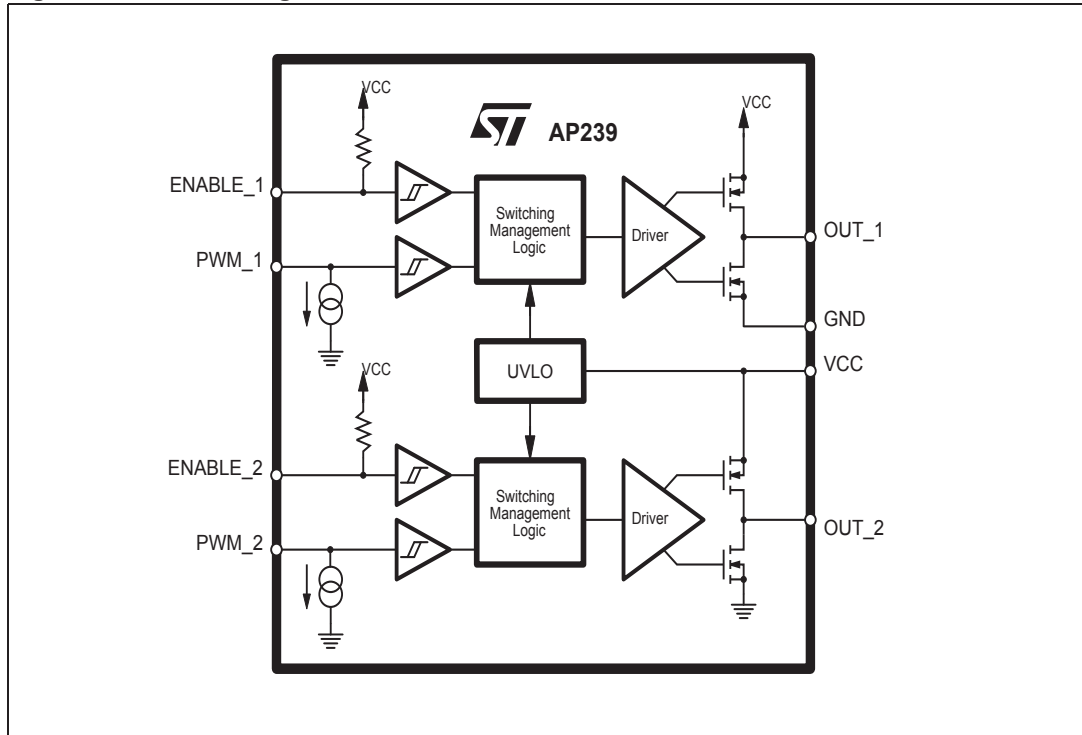 VCC
VCC
ST AP239
ENABLE_1
Switching
Management
Logic
Driver
OUT_1
PWM_1
GND
VCC
UVLO
VCC
ENABLE_2
Switching
Management
Logic
Driver
OUT_2
PWM_2